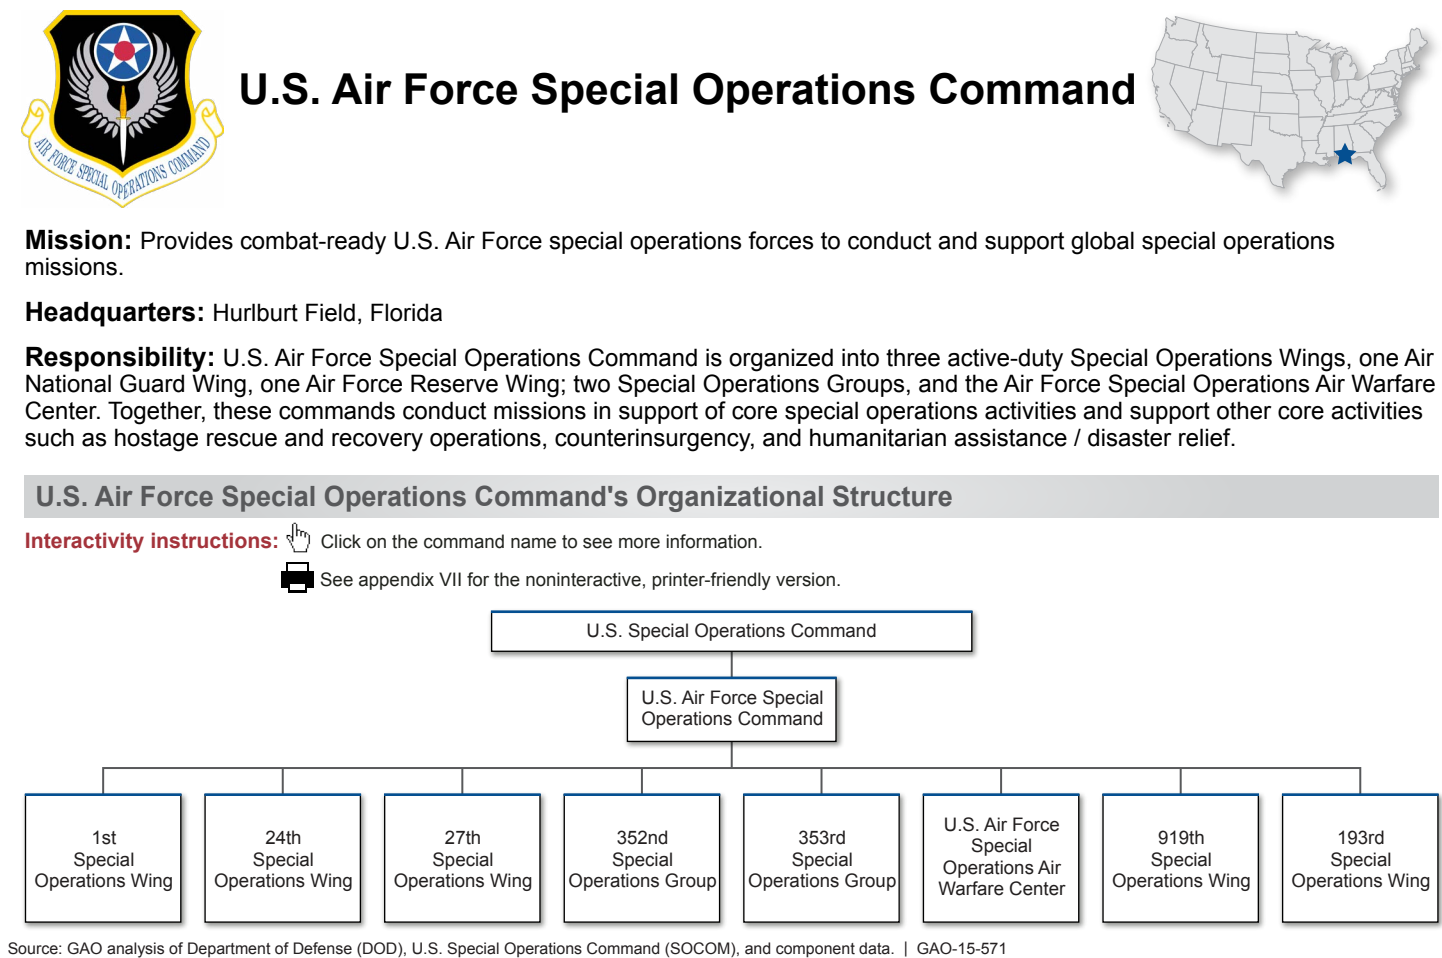 AIR FORCE SPECIAL OPERATIONS COMMAND
U.S. Air Force Special Operations Command
Mission: Provides combat-ready U.S. Air Force special operations forces to conduct and support global special operations
missions.
Headquarters: Hurlburt Field, Florida
Responsibility: U.S. Air Force Special Operations Command is organized into three active-duty Special Operations Wings, one Air
National Guard Wing, one Air Force Reserve Wing; two Special Operations Groups, and the Air Force Special Operations Air Warfare
Center. Together, these commands conduct missions in support of core special operations activities and support other core activities
such as hostage rescue and recovery operations, counterinsurgency, and humanitarian assistance / disaster relief.
U.S. Air Force Special Operations Command's Organizational Structure
Interactivity instructions: Click on the command name to see more information.
See appendix VII for the noninteractive, printer-friendly version.
U.S. Special Operations Command
U.S. Air Force Special
Operations Command
1st
Special
Operations Wing
24th
Special
Operations Wing
27th
Special
Operations Wing
352nd
Special
Operations Group
353rd
Special
Operations Group
U.S. Air Force
Special
Operations Air
Warfare Center
919th
Special
Operations Wing
193rd
Special
Operations Wing
Source: GAO analysis of Department of Defense (DOD), U.S. Special Operations Command (SOCOM), and component data. | GAO-15-571